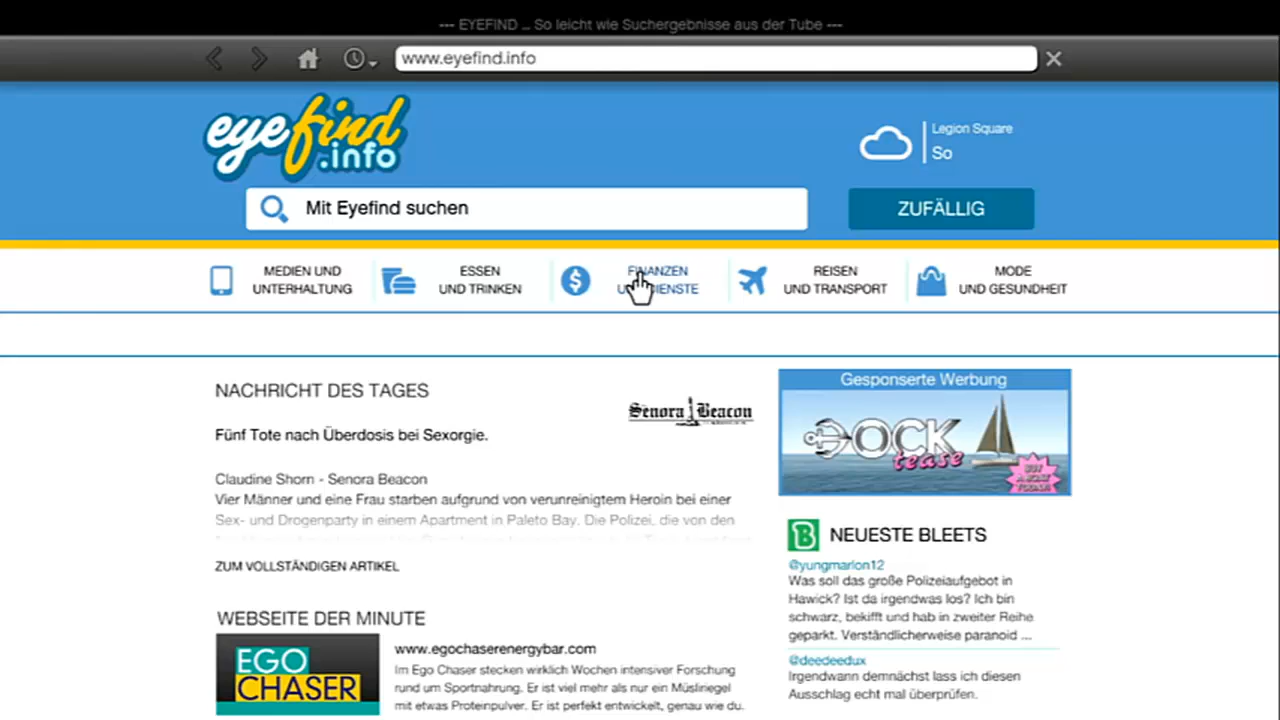 --- EYEFIND ... So leicht wie Suchergebnisse aus der Tube ---
www.eyefind.info
eyefind
.info
Legion Square
So
Mit Eyefind suchen
ZUFÄLLIG
MEDIEN UND
UNTERHALTUNG
ESSEN
UND TRINKEN
FINANZEN
UND DIENSTE
REISEN
UND TRANSPORT
MODE
UND GESUNDHEIT
NACHRICHT DES TAGES
Senora Beacon
Fünf Tote nach Überdosis bei Sexorgie.
Claudine Shorn - Senora Beacon
Vier Männer und eine Frau starben aufgrund von verunreinigtem Heroin bei einer
Sex- und Drogenparty in einem Apartment in Paleto Bay. Die Polizei, die von den
ZUM VOLLSTÄNDIGEN ARTIKEL
WEBSEITE DER MINUTE
EGO
CHASER
www.egochaserenergybar.com
Im Ego Chaser stecken wirklich Wochen intensiver Forschung
rund um Sportnahrung. Er ist viel mehr als nur ein Müsliriegel
mit etwas Proteinpulver. Er ist perfekt entwickelt, genau wie du.
Gesponserte Werbung
DOCK
tease
BUY
A BOAT
TODAY!
B
NEUESTE BLEETS
@yungmarlon12
Was soll das große Polizeiaufgebot in
Hawick? Ist da irgendwas los? Ich bin
schwarz, bekifft und hab in zweiter Reihe
geparkt. Verständlicherweise paranoid ...
@deedeedux
Irgendwann demnächst lass ich diesen
Ausschlag echt mal überprüfen.